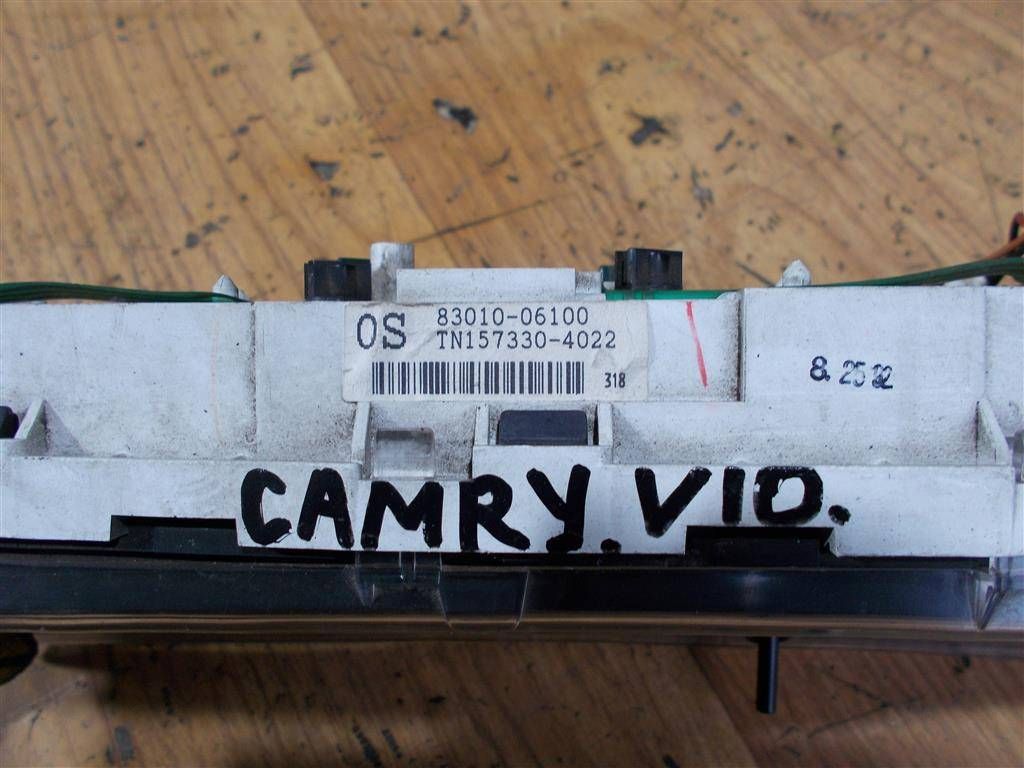 OS 83010-06100
TN157330-4022
318
8. 25
CAMRY. V10.